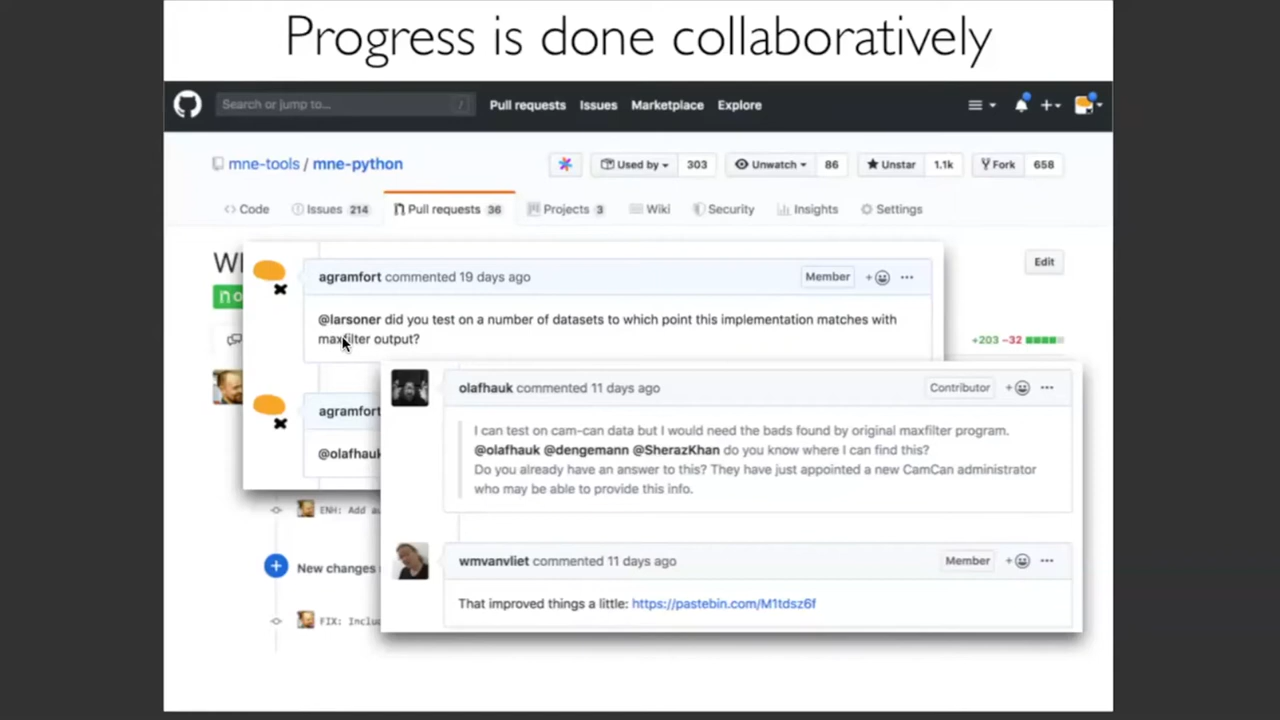 Progress is done collaboratively
Search or jump to... /
Pull requests Issues Marketplace Explore
mne-tools / mne-python
Used by 303 Unwatch 86 Unstar 1.1k Fork 658
Code Issues 214 Pull requests 36 Projects 3 Wiki Security Insights Settings
Edit
agramfort commented 19 days ago Member
@larsoner did you test on a number of datasets to which point this implementation matches with
maxfilter output?
+203 −32
olafhauk commented 11 days ago Contributor
agramfort
I can test on cam-can data but I would need the bads found by original maxfilter program.
@olafhauk @dengemann @SherazKhan do you know where I can find this?
@olafhauk
Do you already have an answer to this? They have just appointed a new CamCan administrator
who may be able to provide this info.
ENH: Add
wmvanvliet commented 11 days ago Member
New changes
That improved things a little: https://pastebin.com/M1tdsz6f
FIX: